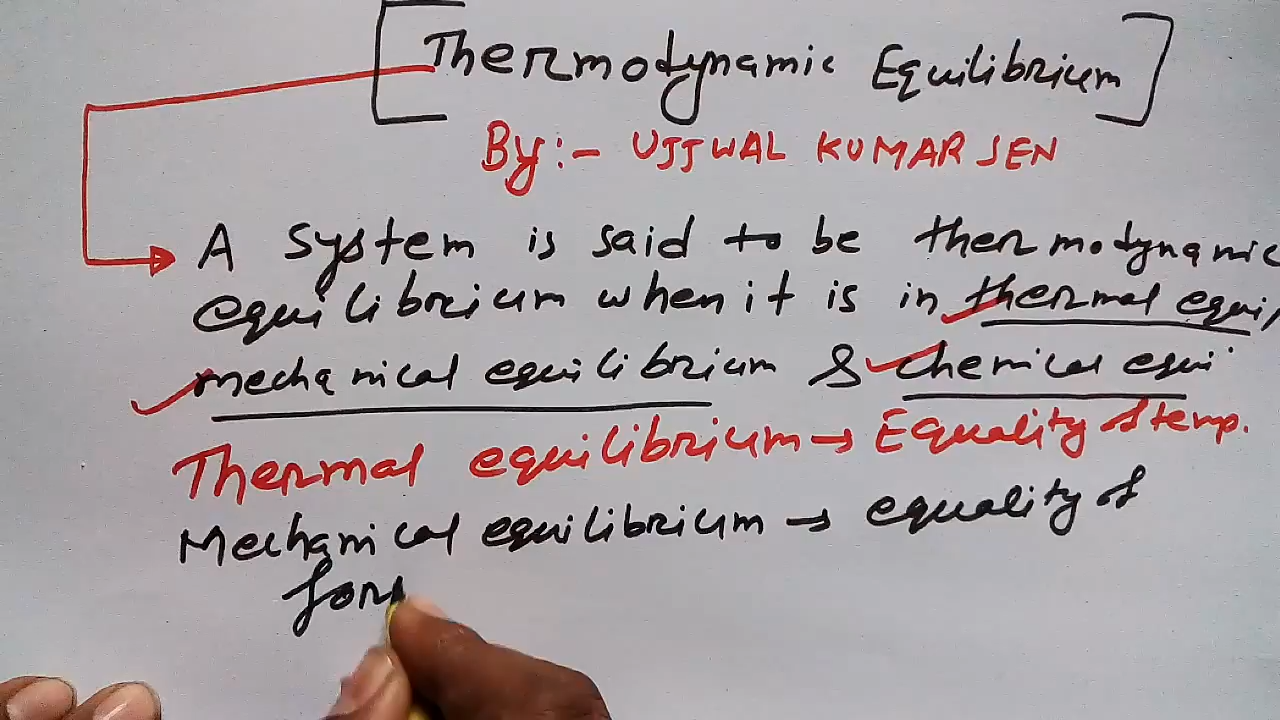 [Thermodynamic Equilibrium]
By:- UJJWAL KUMAR SEN
A system is said to be thermodynamic
equilibrium when it is in thermal equi,
mechanical equilibrium & chemical equi
Thermal equilibrium → Equality of temp.
Mechanical equilibrium → equality of